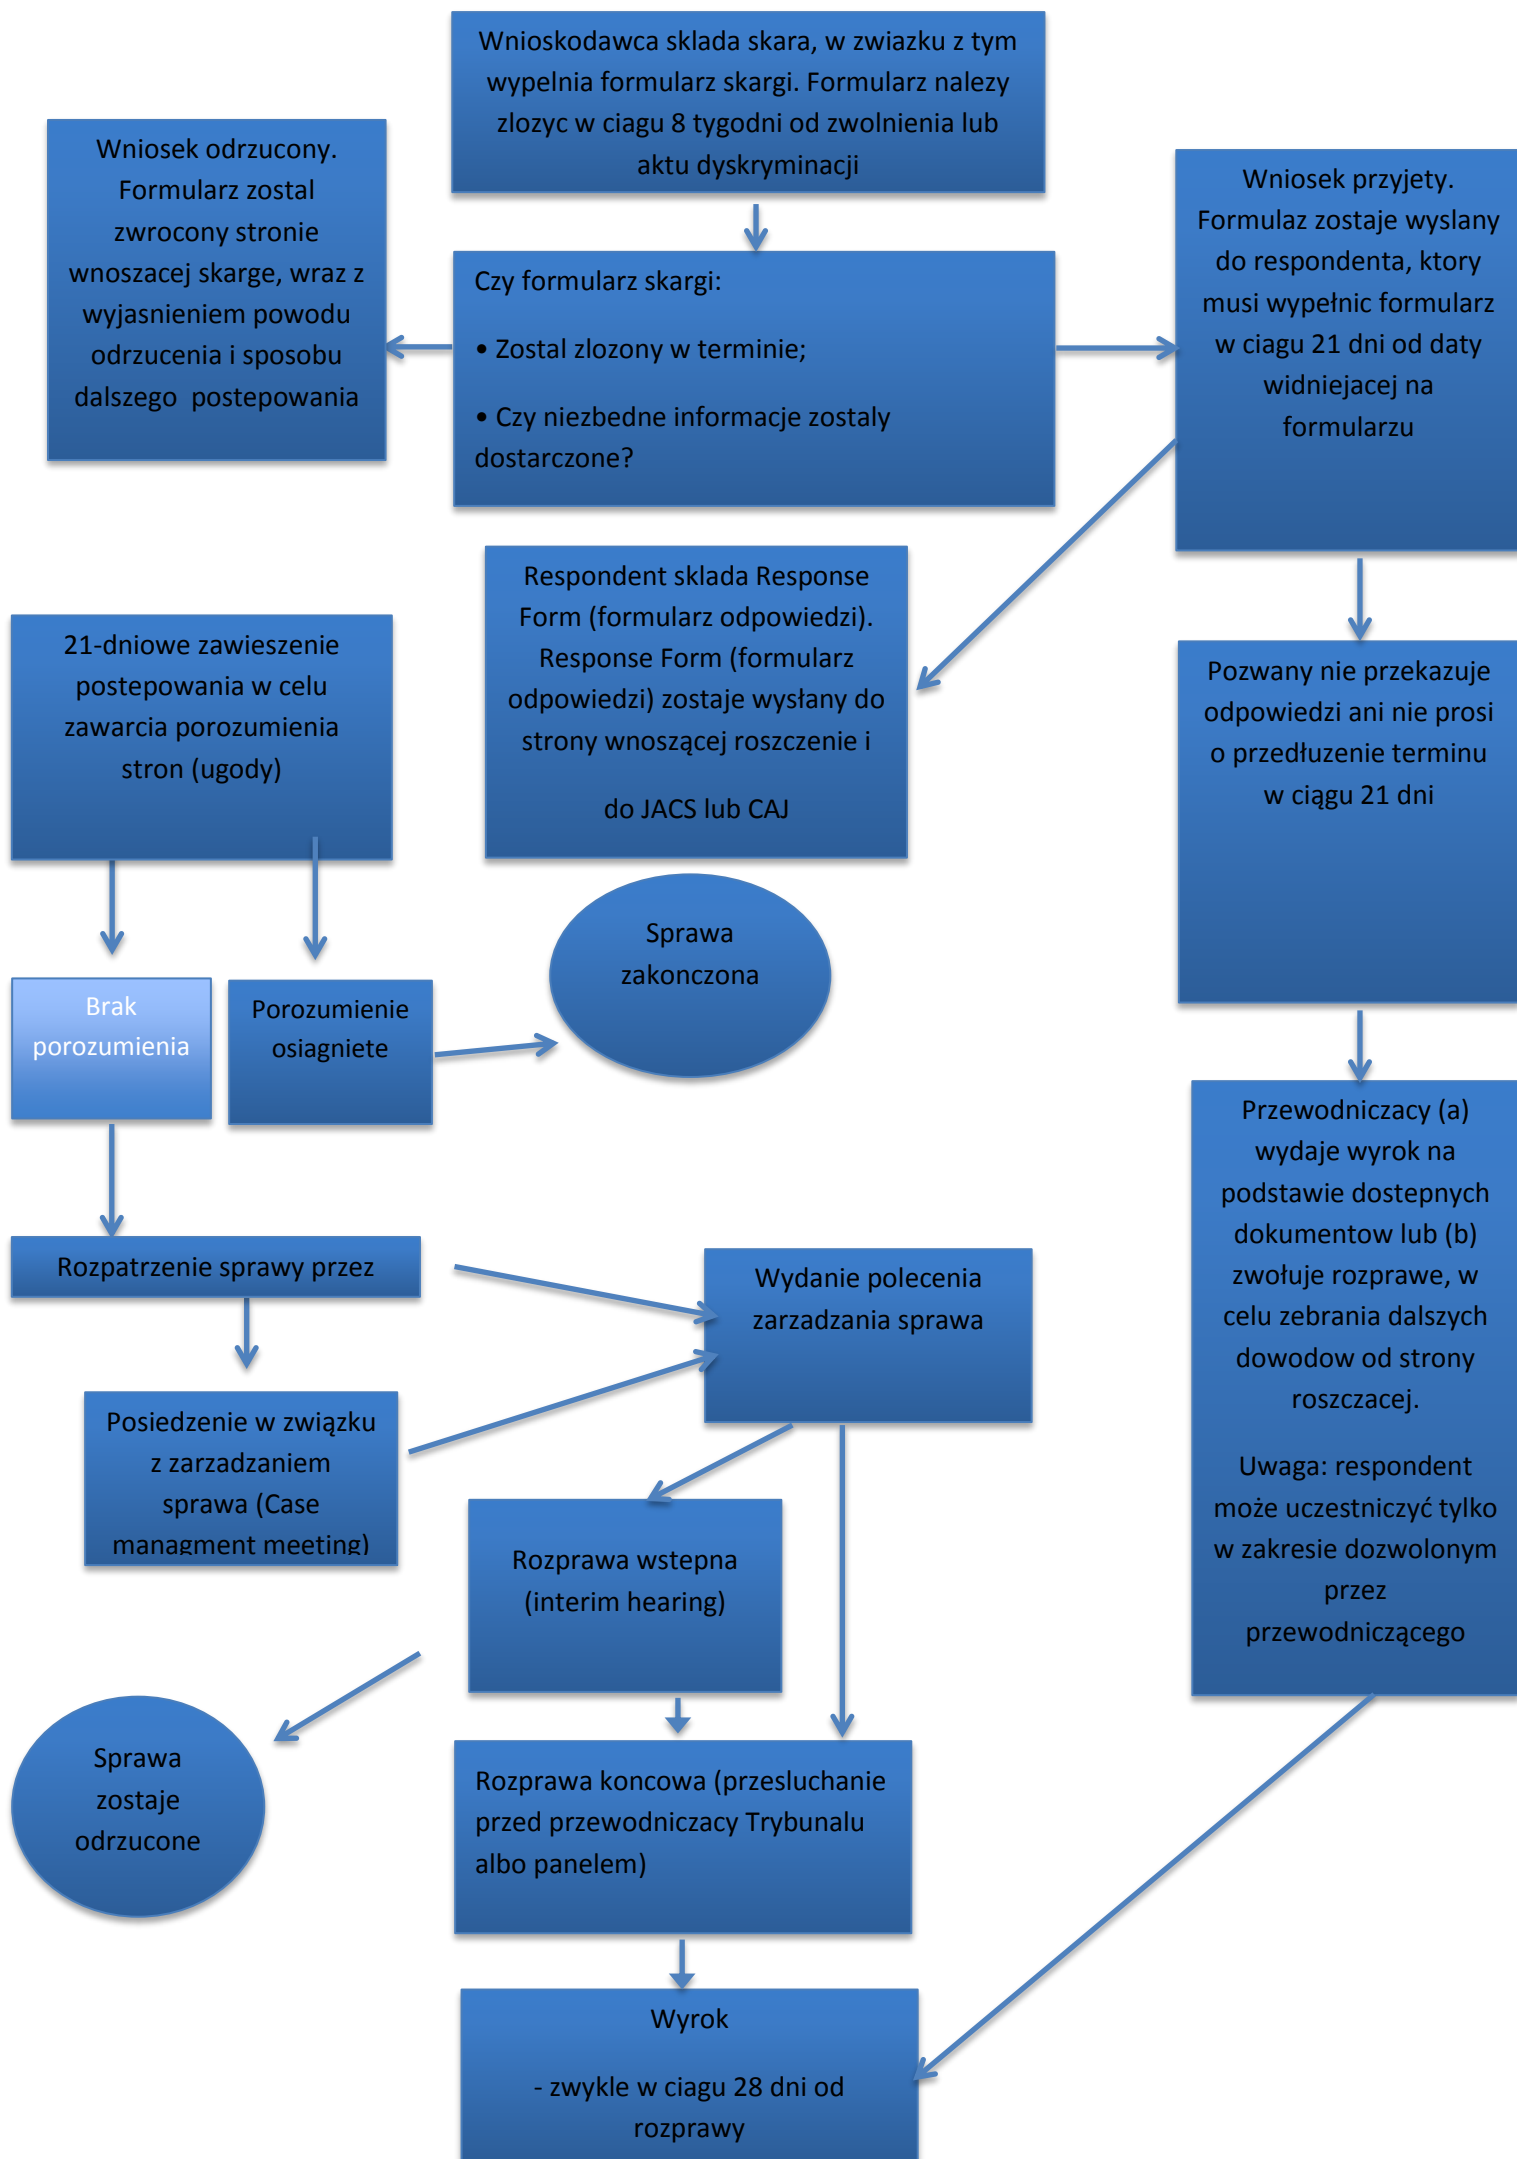 Wnioskodawca sklada skara, w zwiazku z tym
wypelnia formularz skargi. Formularz nalezy
zlozyc w ciagu 8 tygodni od zwolnienia lub
aktu dyskryminacji
Wniosek odrzucony.
Formularz zostal
zwrocony stronie
wnoszacej skarge, wraz z
wyjasnieniem powodu
odrzucenia i sposobu
dalszego postepowania
Czy formularz skargi:
• Zostal zlozony w terminie;
• Czy niezbedne informacje zostaly
dostarczone?
Wniosek przyjety.
Formulaz zostaje wyslany
do respondenta, ktory
musi wypełnic formularz
w ciagu 21 dni od daty
widniejacej na
formularzu
Respondent sklada Response
Form (formularz odpowiedzi).
Response Form (formularz
odpowiedzi) zostaje wysłany do
strony wnoszącej roszczenie i
do JACS lub CAJ
21-dniowe zawieszenie
postepowania w celu
zawarcia porozumienia
stron (ugody)
Pozwany nie przekazuje
odpowiedzi ani nie prosi
o przedłuzenie terminu
w ciągu 21 dni
Sprawa
zakonczona
Brak
porozumienia
Porozumienie
osiagniete
Przewodniczacy (a)
wydaje wyrok na
podstawie dostepnych
dokumentow lub (b)
zwołuje rozprawe, w
celu zebrania dalszych
dowodow od strony
roszczacej.
Uwaga: respondent
może uczestniczyć tylko
w zakresie dozwolonym
przez
przewodniczącego
Rozpatrzenie sprawy przez
Wydanie polecenia
zarzadzania sprawa
Posiedzenie w związku
z zarzadzaniem
sprawa (Case
managment meeting)
Rozprawa wstepna
(interim hearing)
Sprawa
zostaje
odrzucone
Rozprawa koncowa (przesluchanie
przed przewodniczacy Trybunalu
albo panelem)
Wyrok
- zwykle w ciagu 28 dni od
rozprawy